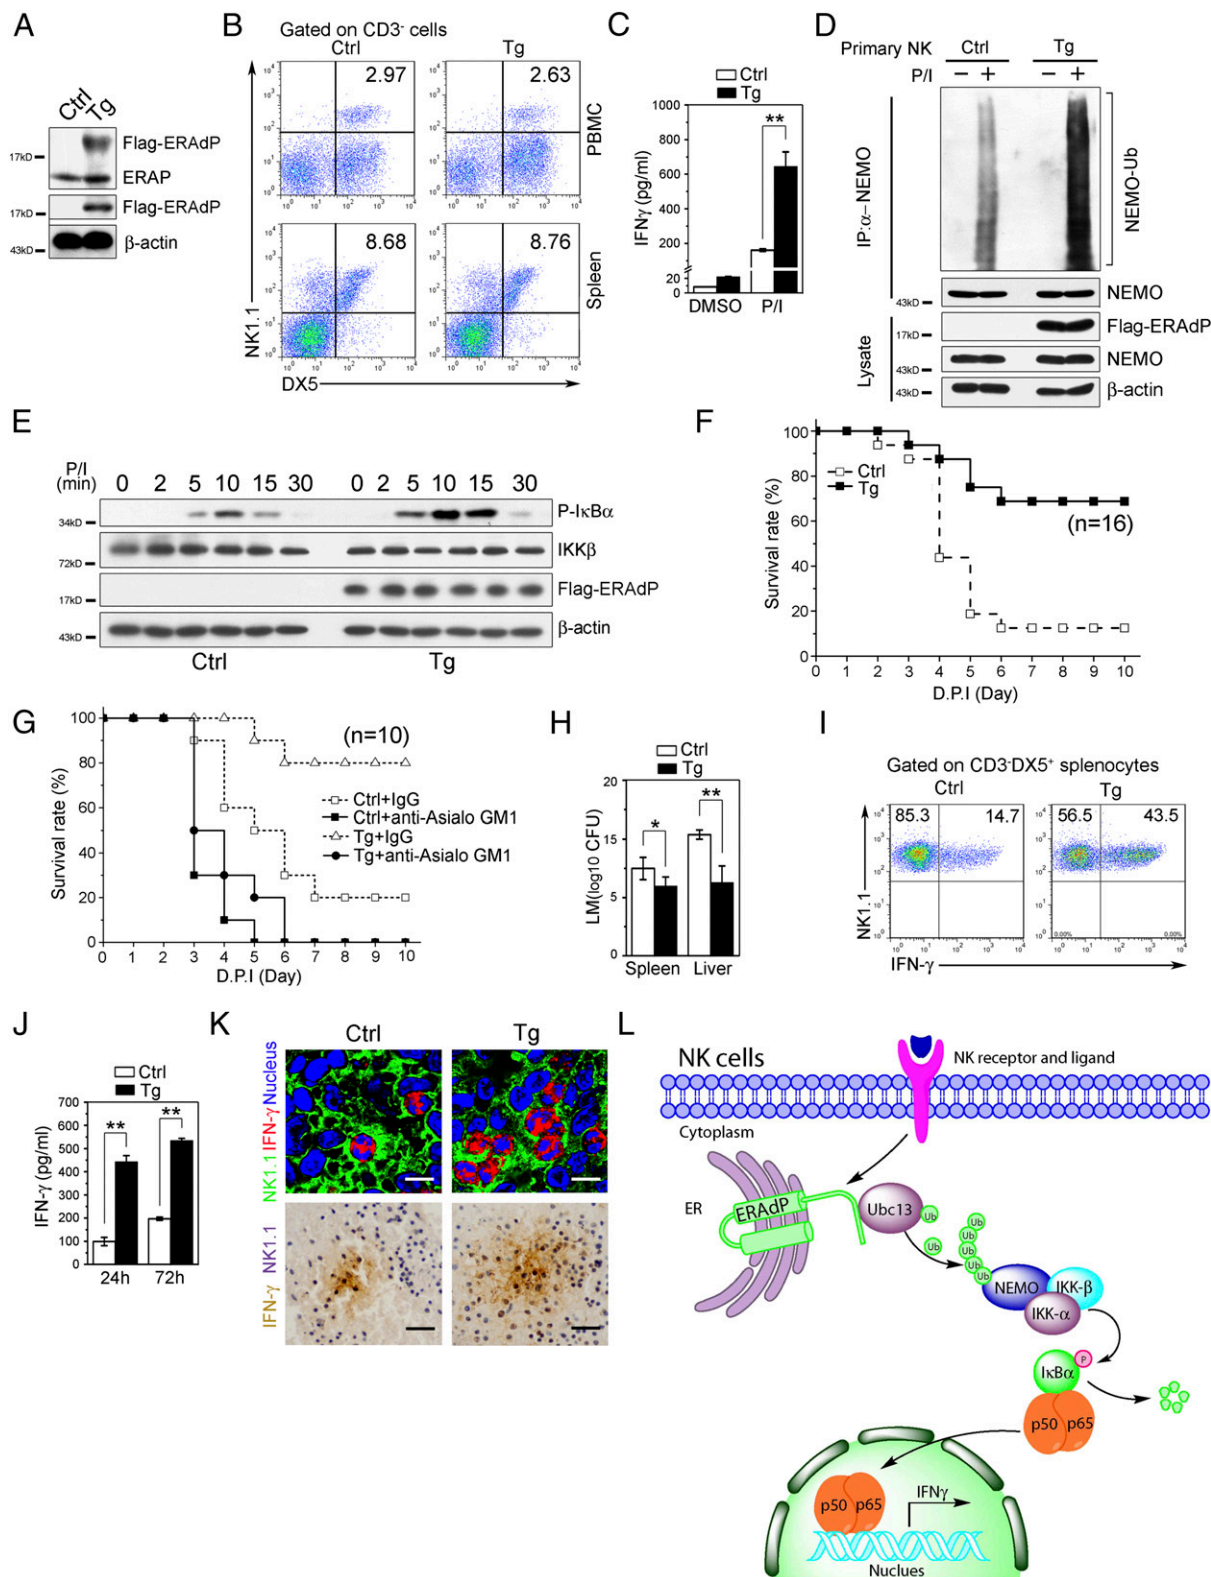 A
Ctrl
Tg
Flag-ERAdP
17kD
ERAP
17kD
Flag-ERAdP
43kD
β-actin
B
Gated on CD3⁻ cells
Ctrl
Tg
2.97
2.63
PBMC
8.68
8.76
Spleen
NK1.1
DX5
C
Ctrl
Tg
IFNγ (pg/ml)
1000
800
600
400
200
20
0
**
DMSO
P/I
D
Primary NK
Ctrl
Tg
P/I
− +
− +
IP:α−NEMO
NEMO-Ub
43kD
NEMO
Lysate
17kD
Flag-ERAdP
43kD
NEMO
43kD
β-actin
E
P/I
(min)
0 2 5 10 15 30
0 2 5 10 15 30
34kD
P-IκBα
72kD
IKKβ
17kD
Flag-ERAdP
43kD
β-actin
Ctrl
Tg
F
Survival rate (%)
100
80
60
40
20
0
Ctrl
Tg
(n=16)
0 1 2 3 4 5 6 7 8 9 10
D.P.I (Day)
G
Survival rate (%)
100
80
60
40
20
0
(n=10)
Ctrl+IgG
Ctrl+anti-Asialo GM1
Tg+IgG
Tg+anti-Asialo GM1
0 1 2 3 4 5 6 7 8 9 10
D.P.I (Day)
H
Ctrl
Tg
LM(log10 CFU)
20
15
5
0
*
**
Spleen
Liver
I
Gated on CD3⁻DX5⁺ splenocytes
Ctrl
Tg
85.3
14.7
56.5
43.5
0.00%
0.00%
NK1.1
IFN-γ
J
Ctrl
Tg
IFN-γ (pg/ml)
700
600
500
400
300
200
100
0
**
**
24h
72h
K
Ctrl
Tg
NK1.1 IFN-γ Nucleus
IFN-γ NK1.1
L
NK cells
NK receptor and ligand
Cytoplasm
ER
ERAdP
Ubc13
Ub
Ub
Ub
Ub
Ub
Ub
NEMO
IKK-β
IKK-α
P
IκBα
p50
p65
p50
p65
IFNγ
Nuclues